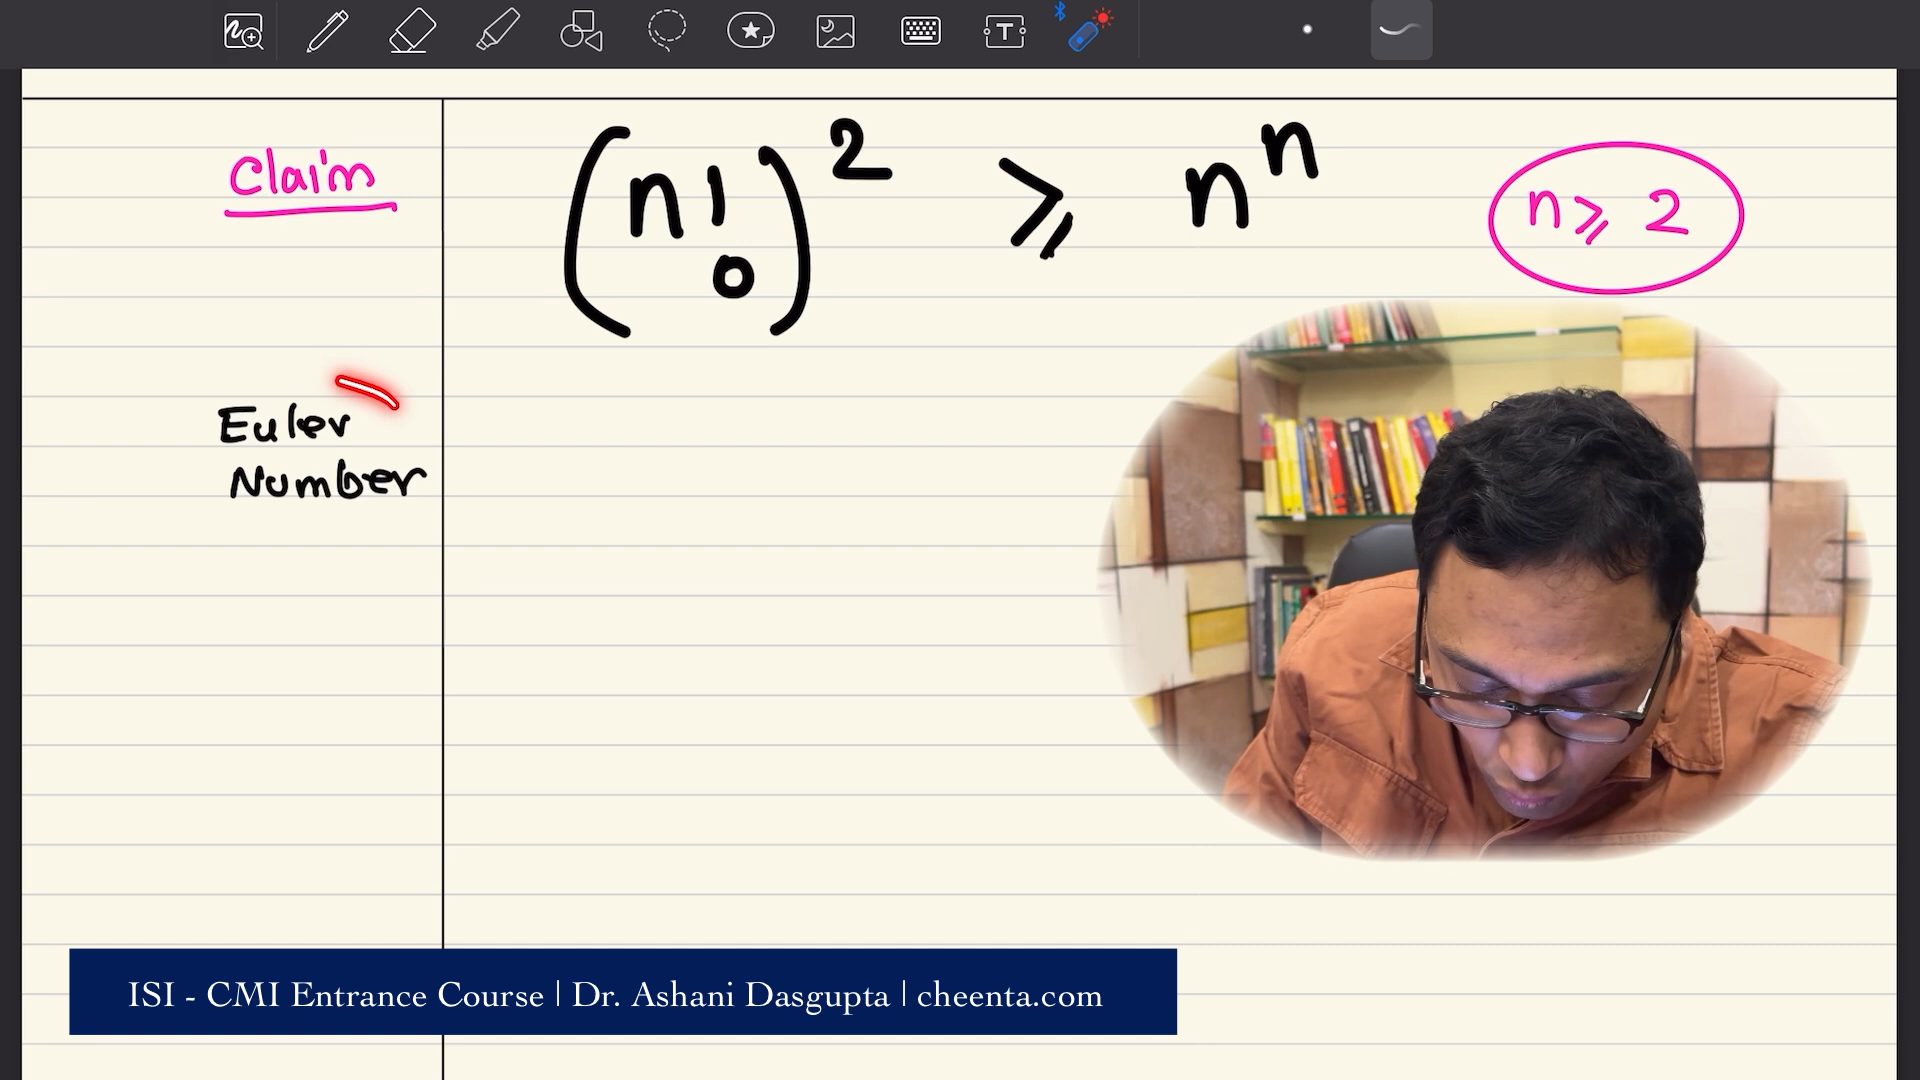 Claim (n!)² ⩾ nⁿ n ⩾ 2
Euler
Number
ISI - CMI Entrance Course | Dr. Ashani Dasgupta | cheenta.com